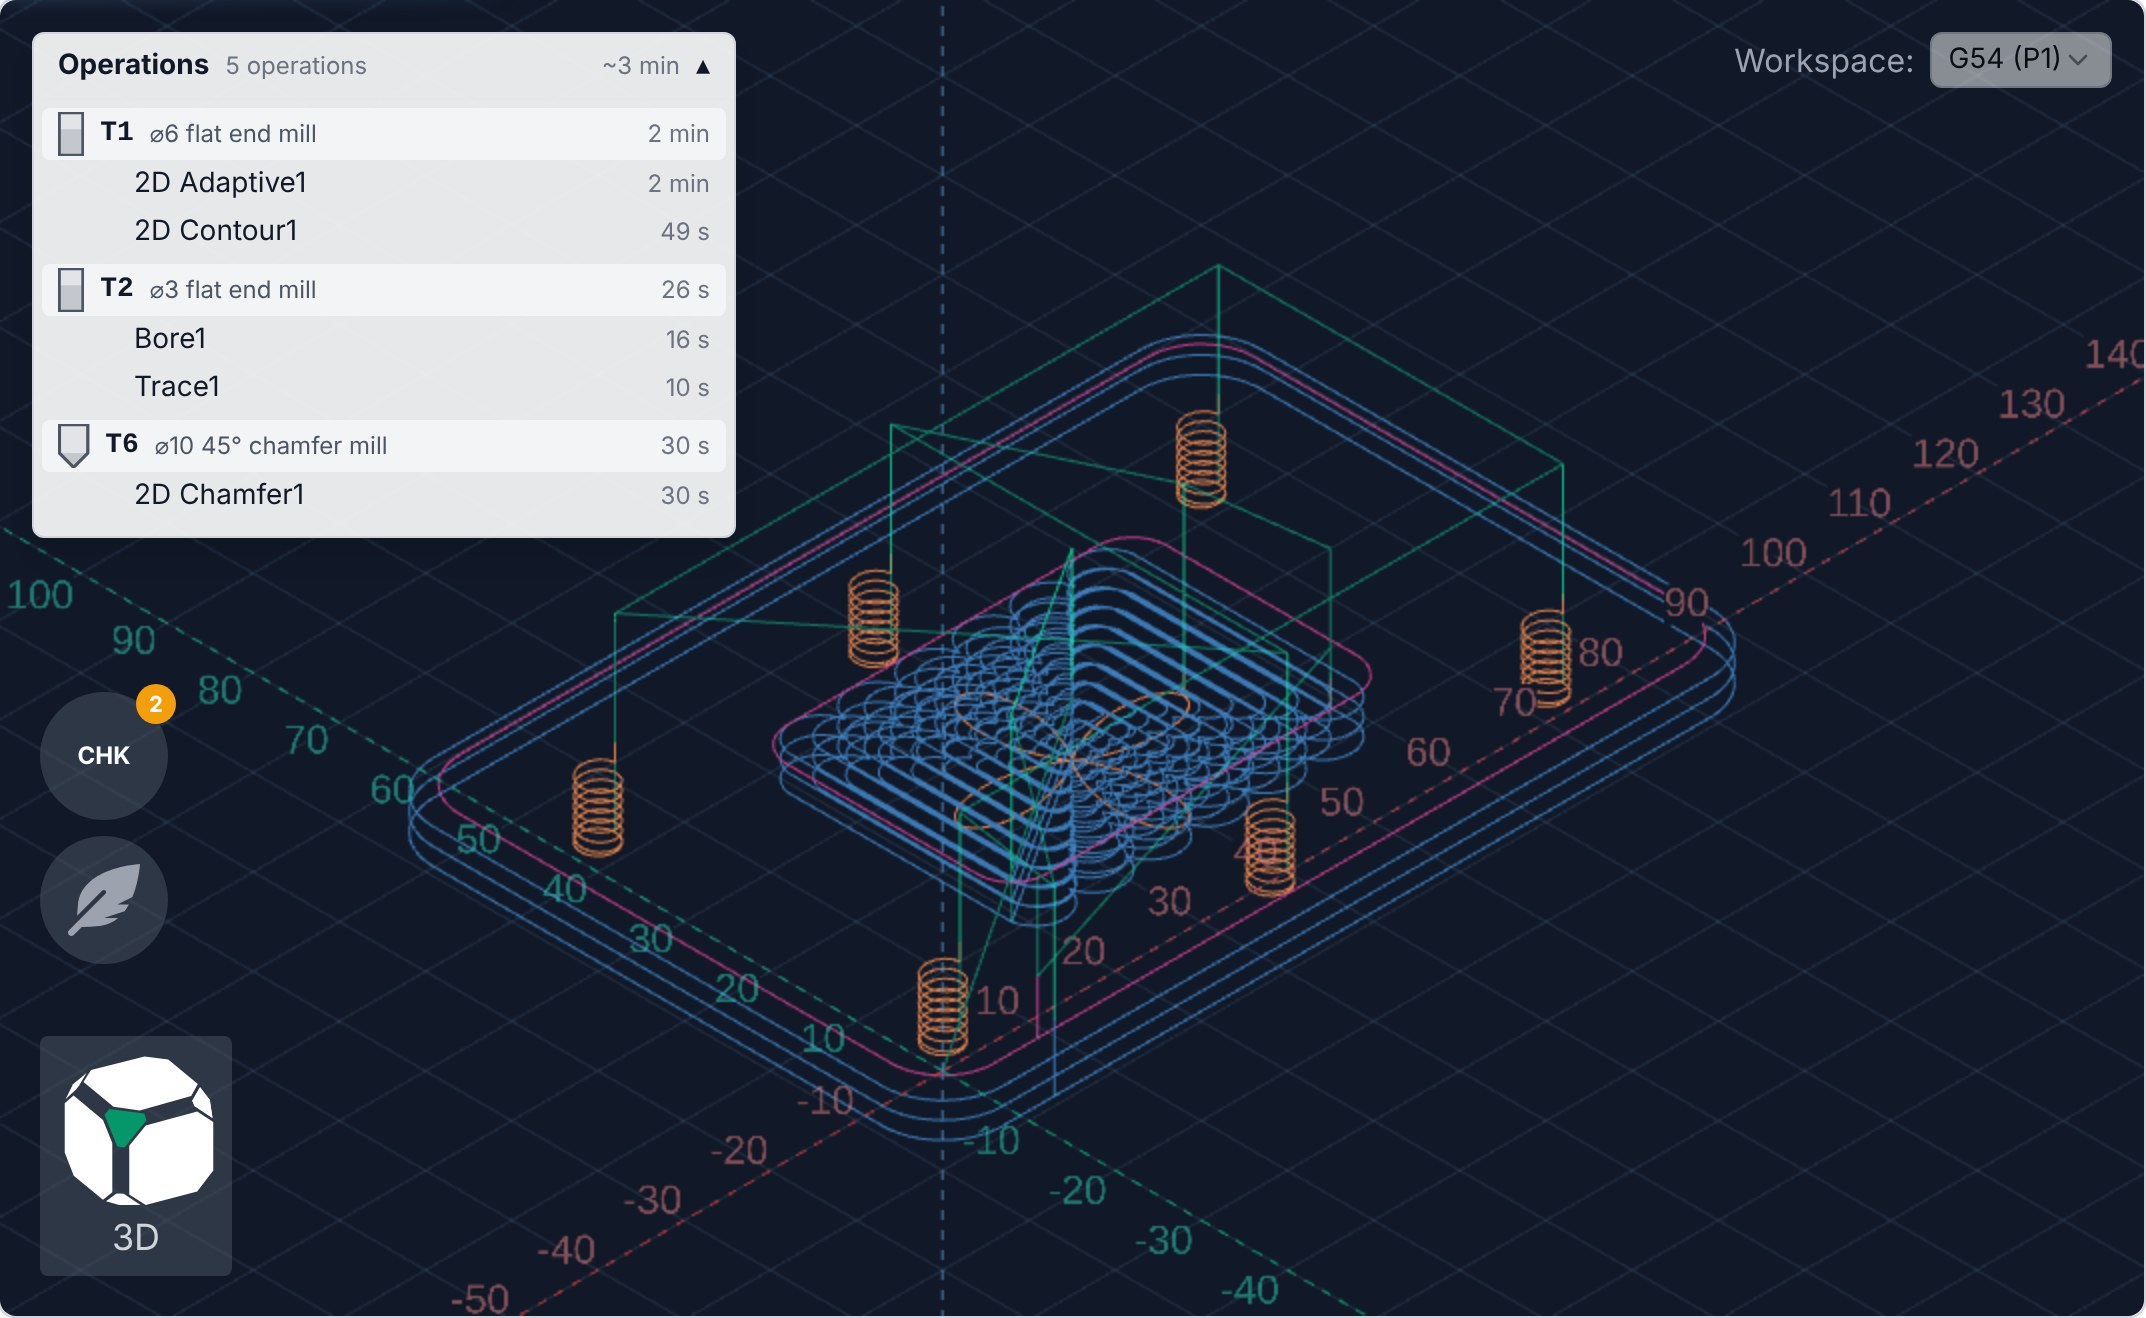 Operations 5 operations ~3 min ▲
T1 ⌀6 flat end mill 2 min
2D Adaptive1 2 min
2D Contour1 49 s
T2 ⌀3 flat end mill 26 s
Bore1 16 s
Trace1 10 s
T6 ⌀10 45° chamfer mill 30 s
2D Chamfer1 30 s
Workspace: G54 (P1)
140
130
120
110
100
90
80
70
60
50
40
30
20
10
-10
-20
-30
-40
-50
100
90
80
70
60
50
40
30
20
10
-10
-20
-30
-40
2
CHK
3D